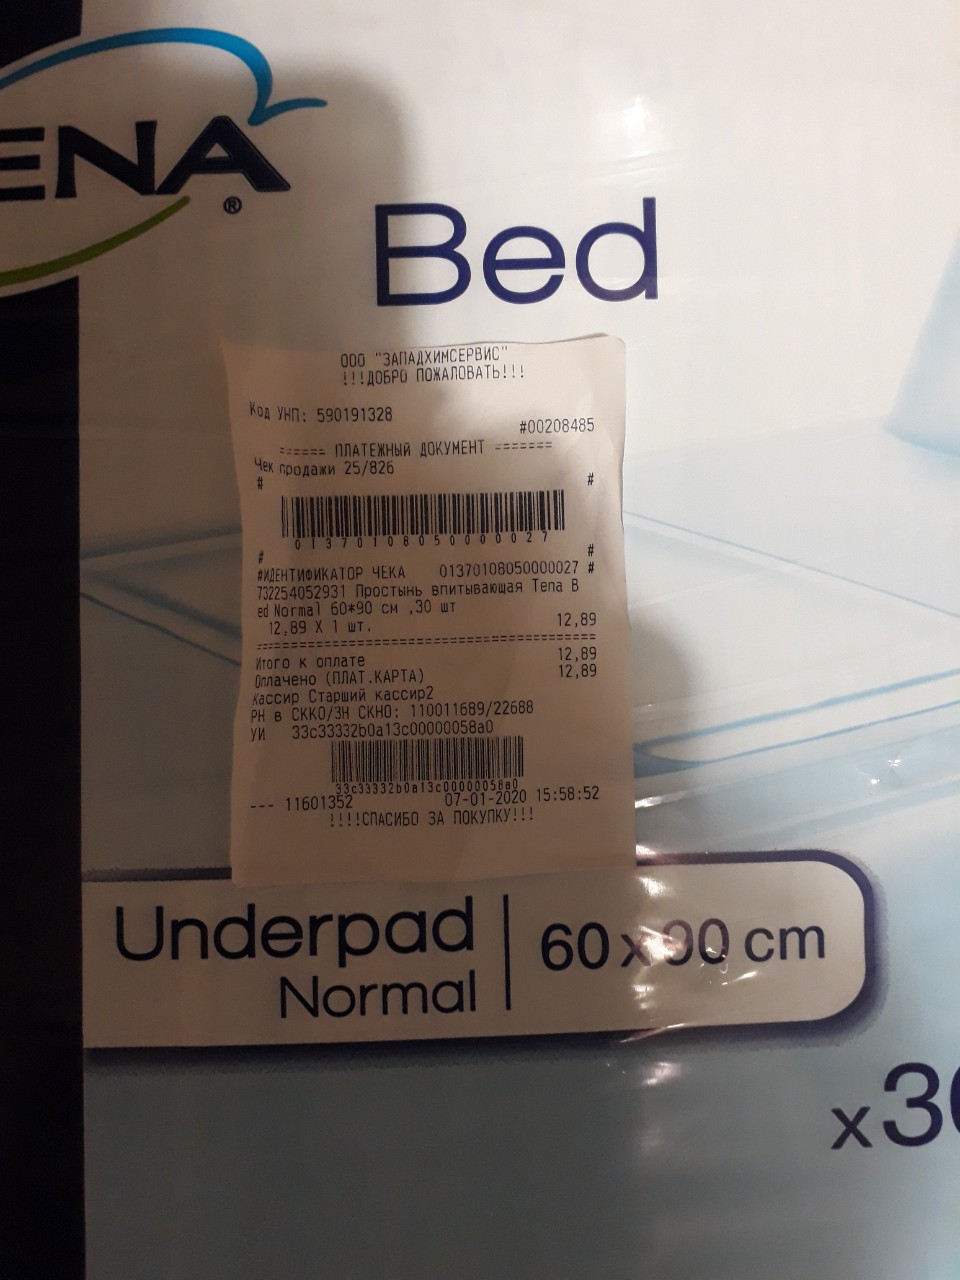 ENA
®
Bed
ООО "ЗАПАДХИМСЕРВИС"
!!!ДОБРО ПОЖАЛОВАТЬ!!!
Код УНП: 590191328
#00208485
====== ПЛАТЕЖНЫЙ ДОКУМЕНТ =======
Чек продажи 25/826
# #
01370108050000027
# #
#ИДЕНТИФИКАТОР ЧЕКА 01370108050000027 #
732254052931 Простынь впитывающая Tena B
ed Normal 60*90 см ,30 шт
12,89 X 1 шт. 12,89
Итого к оплате 12,89
Оплачено (ПЛАТ.КАРТА) 12,89
Кассир Старший кассир2
РН в СККО/ЗН СКНО: 110011689/22688
УИ 33c33332b0a13c00000058a0
33c33332b0a13c00000058a0
--- 11601352 07-01-2020 15:58:52
!!!!СПАСИБО ЗА ПОКУПКУ!!!
Underpad | 60 x 90 cm
Normal
x30